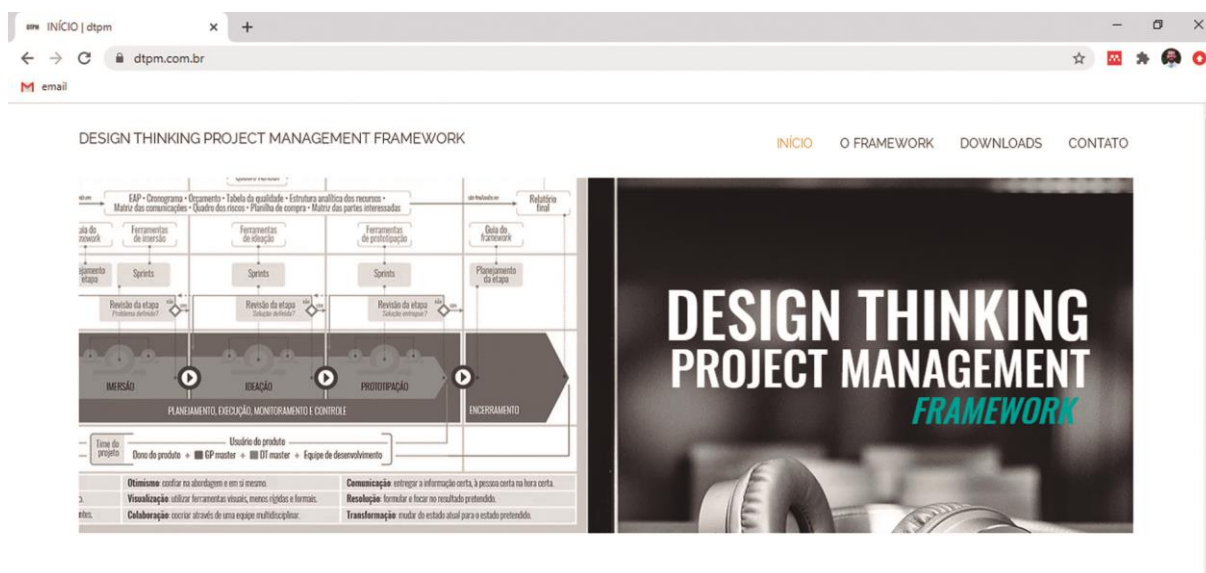 DTPM INÍCIO | dtpm
dtpm.com.br
email
DESIGN THINKING PROJECT MANAGEMENT FRAMEWORK
INÍCIO O FRAMEWORK DOWNLOADS CONTATO
EAP • Cronograma • Orçamento • Tabela da qualidade • Estrutura analítica dos recursos •
Matriz das comunicações • Quadro dos riscos • Planilha de compra • Matriz das partes interessadas
Relatório
final
Ferramentas
de imersão
Ferramentas
de ideação
Ferramentas
de prototipação
Guia do
framework
Sprints
Sprints
Sprints
Planejamento
da etapa
Revisão da etapa
Problema definido?
não
sim
Revisão da etapa
Solução definida?
não
sim
Revisão da etapa
Solução entregue?
não
sim
IMERSÃO
IDEAÇÃO
PROTOTIPAÇÃO
PLANEJAMENTO, EXECUÇÃO, MONITORAMENTO E CONTROLE
ENCERRAMENTO
Time do
projeto
Usuário do produto
Dono do produto + GP master + DT master + Equipe de desenvolvimento
Otimismo: confiar na abordagem e em si mesmo.
Comunicação: entregar a informação certa, à pessoa certa na hora certa.
Visualização: utilizar ferramentas visuais, menos rígidas e formais.
Resolução: formular e focar no resultado pretendido.
Colaboração: cocriar através de uma equipe multidisciplinar.
Transformação: mudar do estado atual para o estado pretendido.
DESIGN THINKING
PROJECT MANAGEMENT
FRAMEWORK